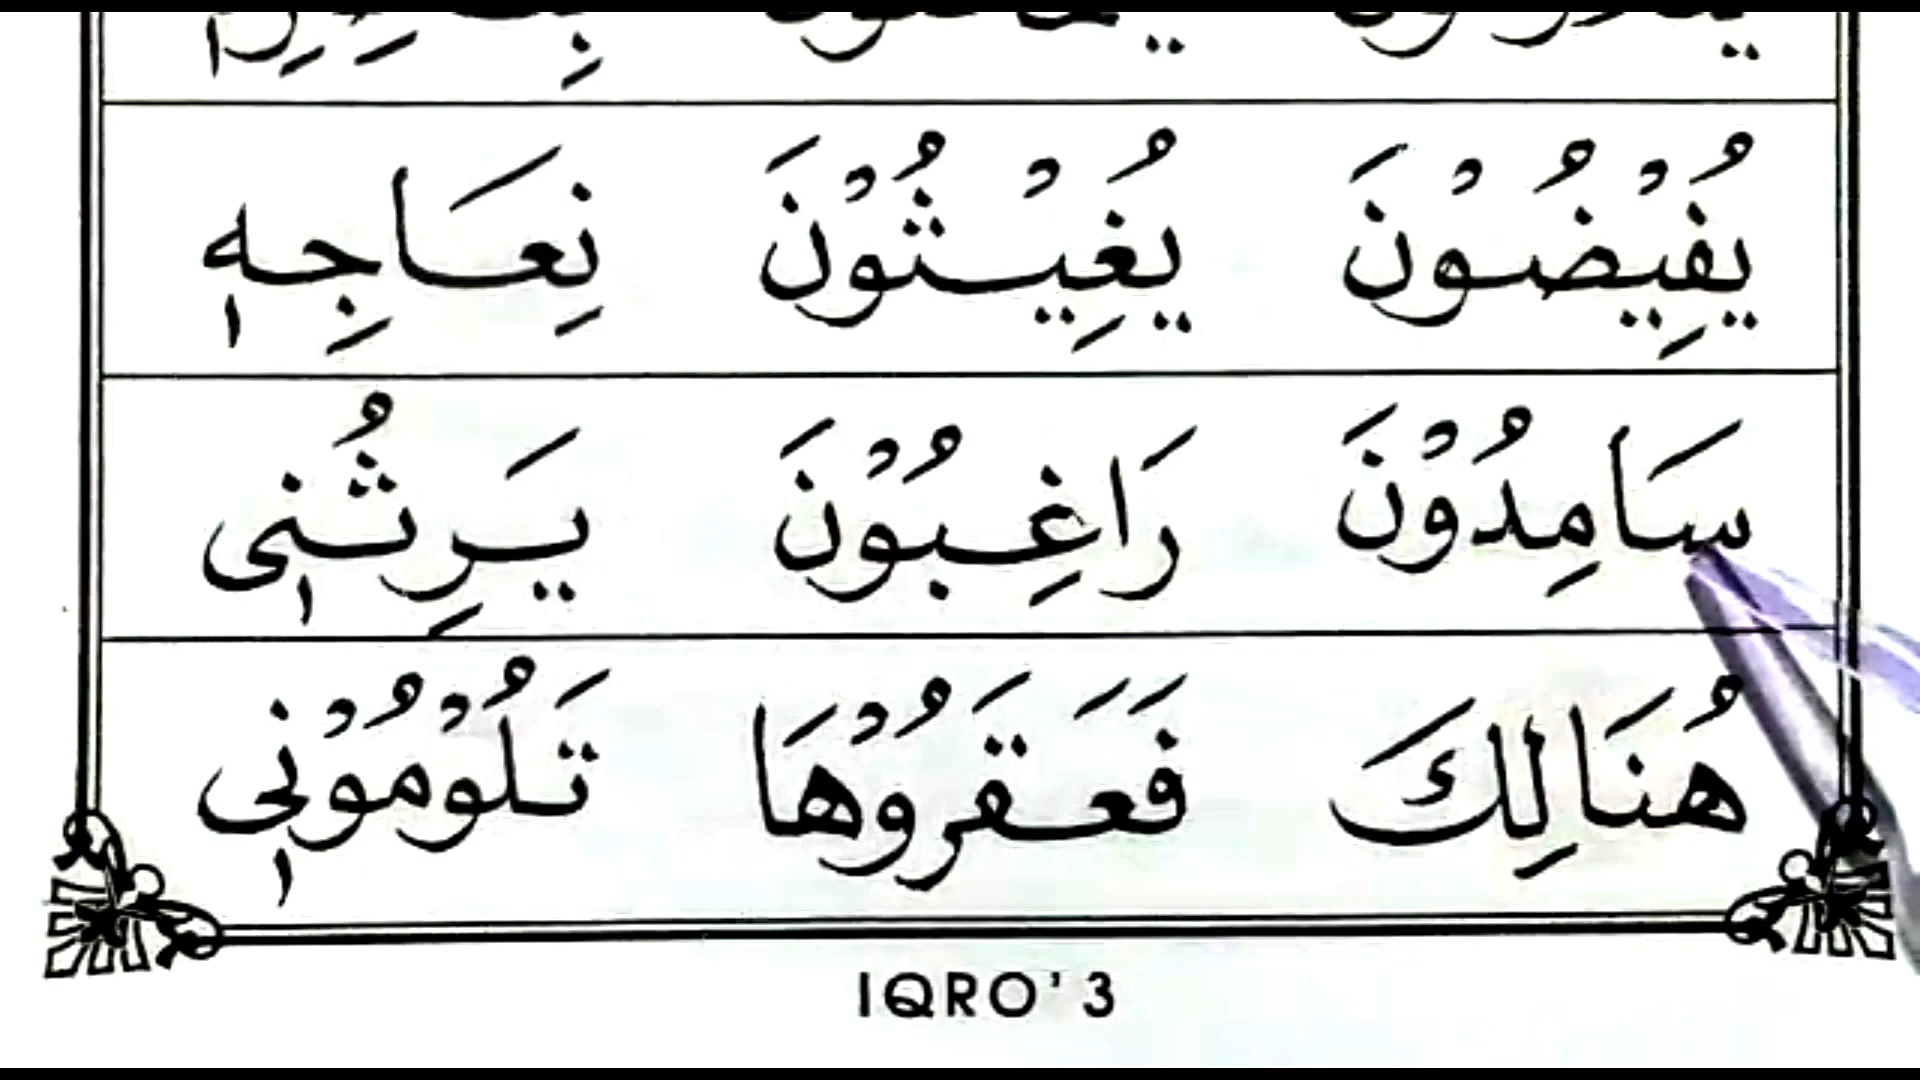 يُفِيْضُوْنَ يُغِيْثُوْنَ نِعَاجِهٖ
سَامِدُوْنَ رَاغِبُوْنَ يَرِثُنِٖى
هُنَالِكَ فَعَقَرُوْهَا تَلُوْمُوْنِٖى
IQRO' 3